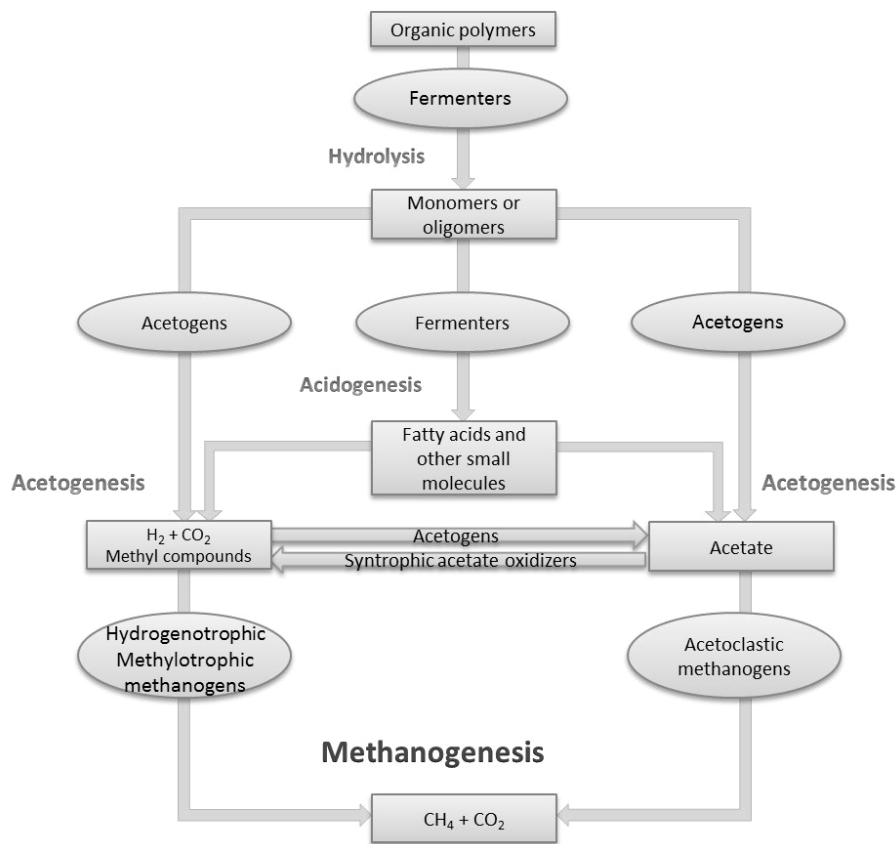 Organic polymers
Fermenters
Hydrolysis
Monomers or
oligomers
Acetogens
Fermenters
Acetogens
Acidogenesis
Fatty acids and
other small
molecules
Acetogenesis
Acetogenesis
H₂ + CO₂
Methyl compounds
Acetogens
Syntrophic acetate oxidizers
Acetate
Hydrogenotrophic
Methylotrophic
methanogens
Acetoclastic
methanogens
Methanogenesis
CH₄ + CO₂